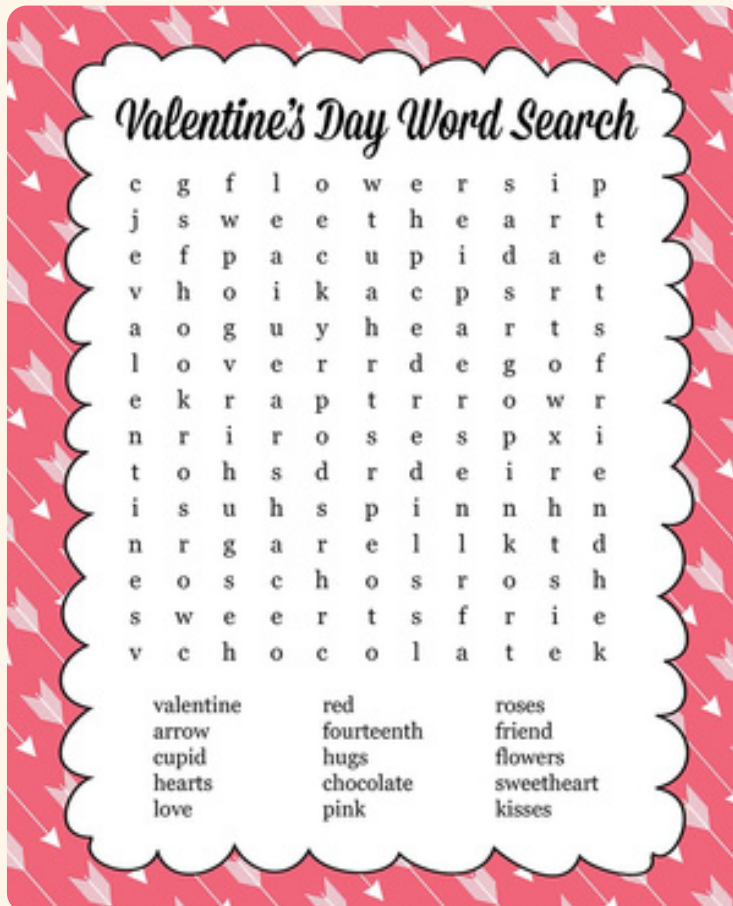 Valentine's Day Word Search
c g f l o w e r s i p
j s w e e t h e a r t
e f p a c u p i d a e
v h o i k a c p s r t
a o g u y h e a r t s
l o v e r r d e g o f
e k r a p t r r o w r
n r i r o s e s p x i
t o h s d r d e i r e
i s u h s p i n n h n
n r g a r e l l k t d
e o s c h o s r o s h
s w e e r t s f r i e
v c h o c o l a t e k
valentine red roses
arrow fourteenth friend
cupid hugs flowers
hearts chocolate sweetheart
love pink kisses